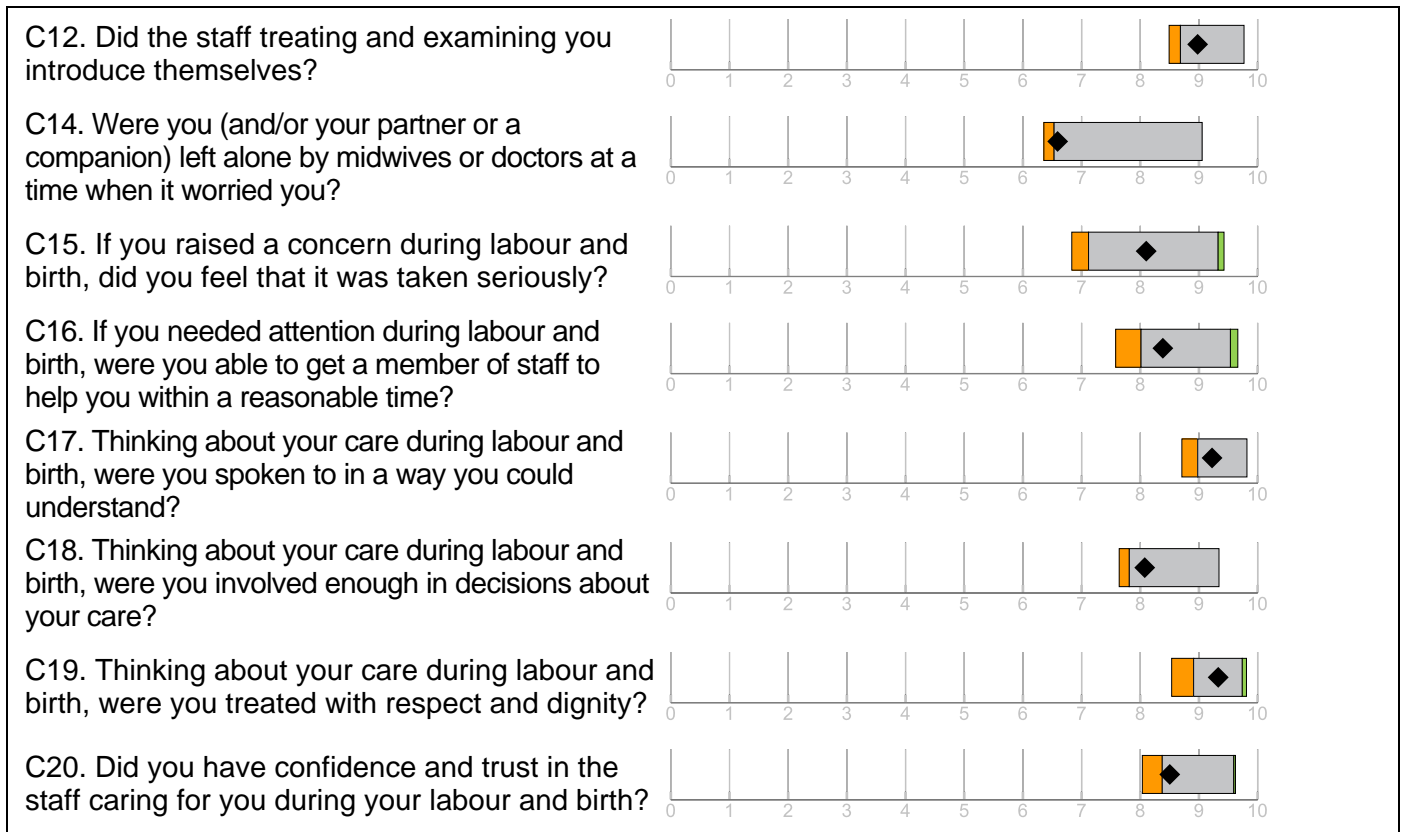 C12. Did the staff treating and examining you
introduce themselves?
0 1 2 3 4 5 6 7 8 9 10
C14. Were you (and/or your partner or a
companion) left alone by midwives or doctors at a
time when it worried you?
0 1 2 3 4 5 6 7 8 9 10
C15. If you raised a concern during labour and
birth, did you feel that it was taken seriously?
0 1 2 3 4 5 6 7 8 9 10
C16. If you needed attention during labour and
birth, were you able to get a member of staff to
help you within a reasonable time?
0 1 2 3 4 5 6 7 8 9 10
C17. Thinking about your care during labour and
birth, were you spoken to in a way you could
understand?
0 1 2 3 4 5 6 7 8 9 10
C18. Thinking about your care during labour and
birth, were you involved enough in decisions about
your care?
0 1 2 3 4 5 6 7 8 9 10
C19. Thinking about your care during labour and
birth, were you treated with respect and dignity?
0 1 2 3 4 5 6 7 8 9 10
C20. Did you have confidence and trust in the
staff caring for you during your labour and birth?
0 1 2 3 4 5 6 7 8 9 10